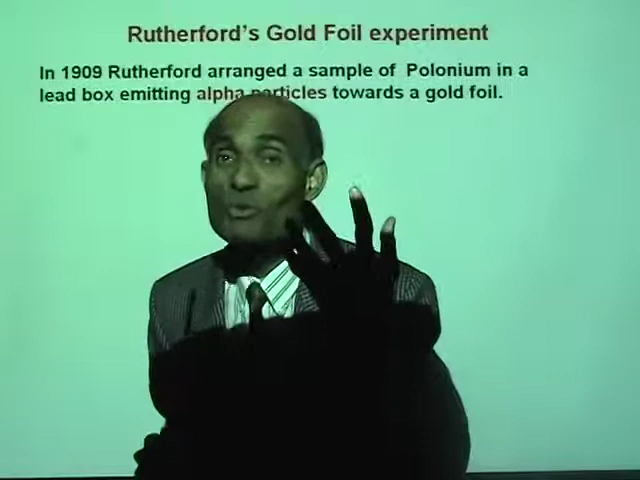 Rutherford's Gold Foil experiment
In 1909 Rutherford arranged a sample of Polonium in a
lead box emitting alpha particles towards a gold foil.